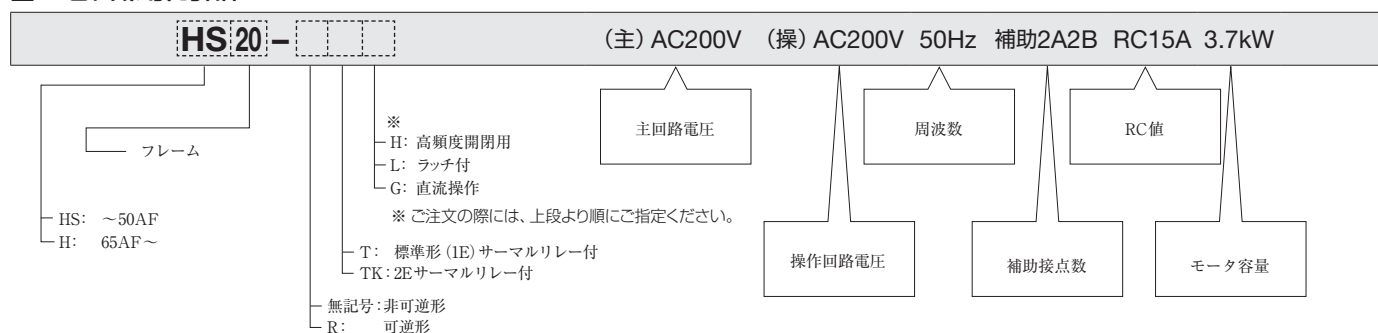 HS 20 – (主) AC200V (操) AC200V 50Hz 補助2A2B RC15A 3.7kW
主回路電圧
周波数
RC値
※
H: 高頻度開閉用
L: ラッチ付
G: 直流操作
※ ご注文の際には、上段より順にご指定ください。
フレーム
HS: ～50AF
H: 65AF～
T: 標準形 (1E) サーマルリレー付
TK:2Eサーマルリレー付
操作回路電圧
補助接点数
モータ容量
無記号:非可逆形
R: 可逆形